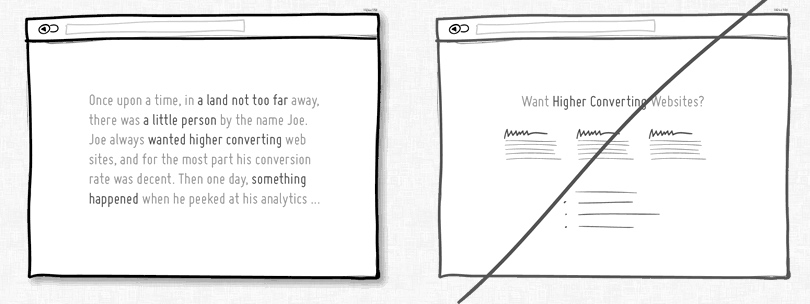 Once upon a time, in a land not too far away,
there was a little person by the name Joe.
Joe always wanted higher converting web
sites, and for the most part his conversion
rate was decent. Then one day, something
happened when he peeked at his analytics ...
Want Higher Converting Websites?